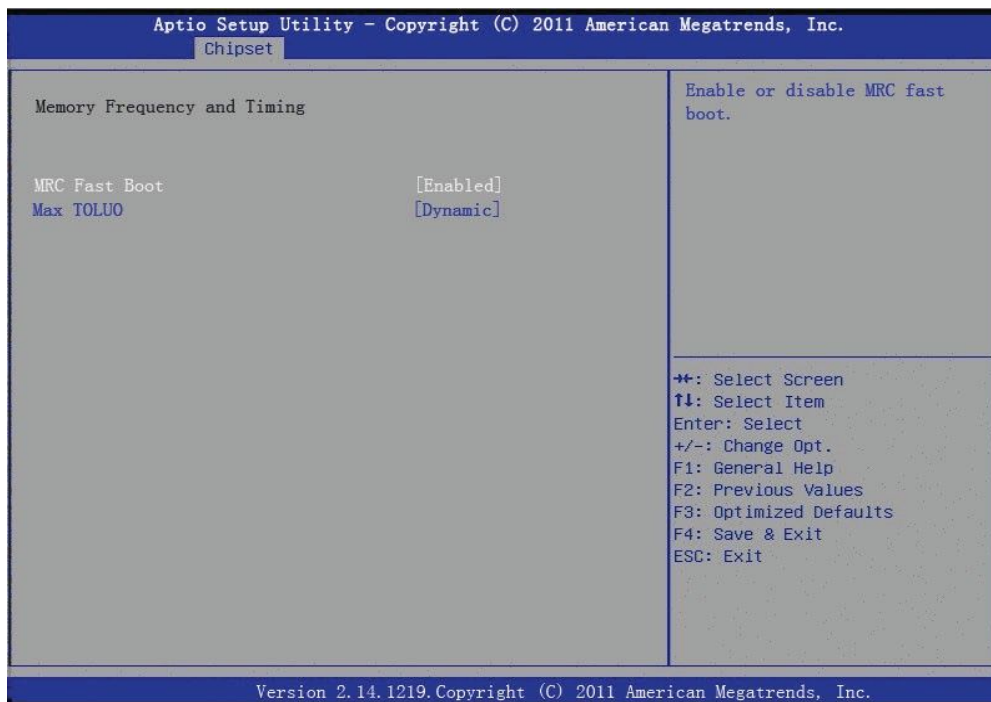 Aptio Setup Utility - Copyright (C) 2011 American Megatrends, Inc.
Chipset
Memory Frequency and Timing
MRC Fast Boot [Enabled]
Max TOLUO [Dynamic]
Enable or disable MRC fast
boot.
→←: Select Screen
↑↓: Select Item
Enter: Select
+/-: Change Opt.
F1: General Help
F2: Previous Values
F3: Optimized Defaults
F4: Save & Exit
ESC: Exit
Version 2.14.1219.Copyright (C) 2011 American Megatrends, Inc.